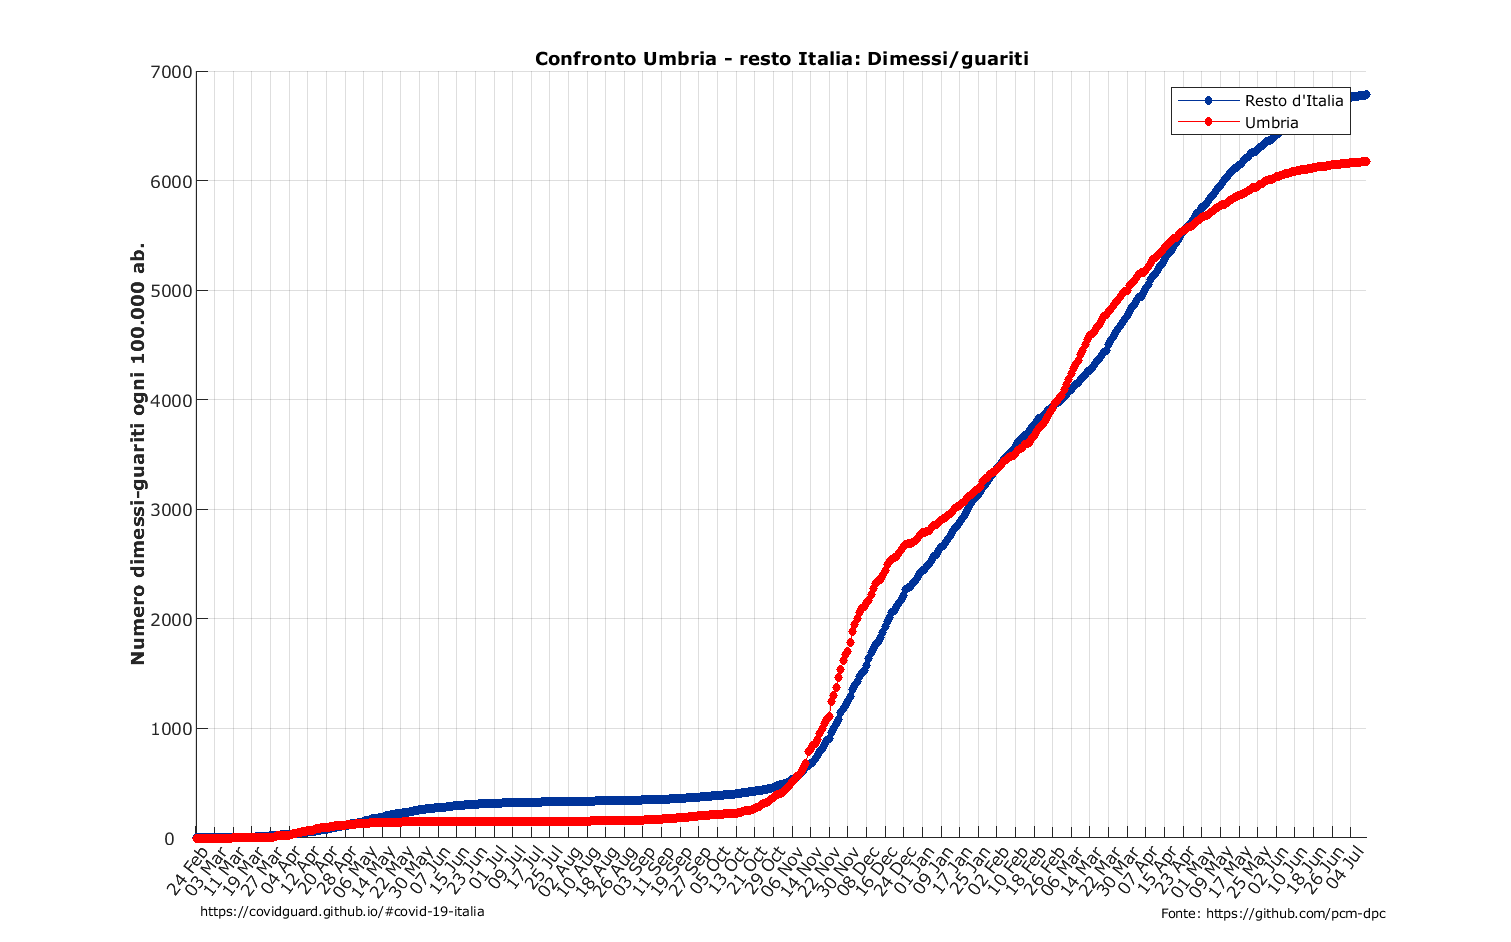 Confronto Umbria - resto Italia: Dimessi/guariti
Numero dimessi-guariti ogni 100.000 ab.
7000
6000
5000
4000
3000
2000
1000
0
Resto d'Italia
Umbria
24 Feb
03 Mar
11 Mar
19 Mar
27 Mar
04 Apr
12 Apr
20 Apr
28 Apr
06 May
14 May
22 May
30 May
07 Jun
15 Jun
23 Jun
01 Jul
09 Jul
17 Jul
25 Jul
02 Aug
10 Aug
18 Aug
26 Aug
03 Sep
11 Sep
19 Sep
27 Sep
05 Oct
13 Oct
21 Oct
29 Oct
06 Nov
14 Nov
22 Nov
30 Nov
08 Dec
16 Dec
24 Dec
01 Jan
09 Jan
17 Jan
25 Jan
02 Feb
10 Feb
18 Feb
26 Feb
06 Mar
14 Mar
22 Mar
30 Mar
07 Apr
15 Apr
23 Apr
01 May
09 May
17 May
25 May
02 Jun
10 Jun
18 Jun
26 Jun
04 Jul
https://covidguard.github.io/#covid-19-italia
Fonte: https://github.com/pcm-dpc